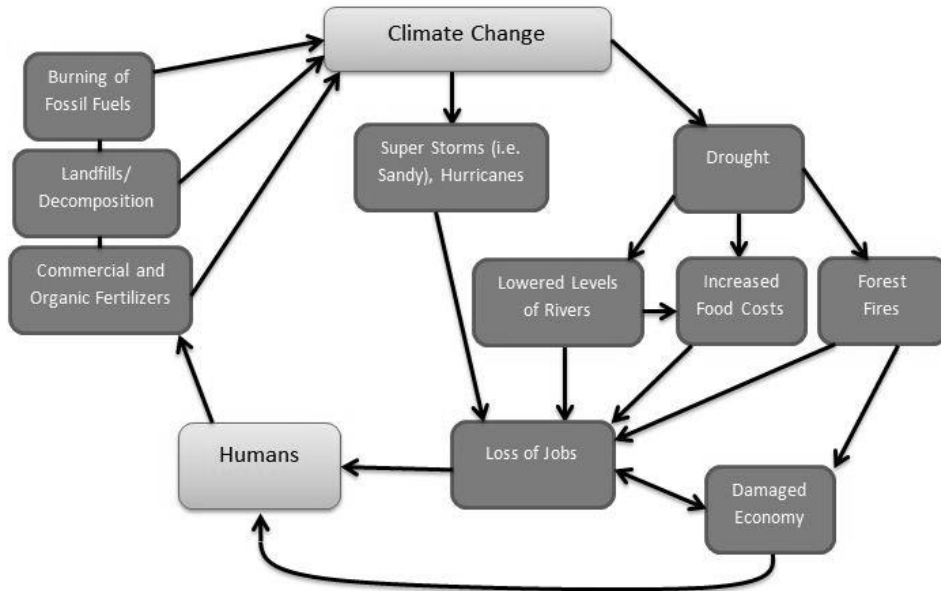 Climate Change
Burning of
Fossil Fuels
Landfills/
Decomposition
Commercial and
Organic Fertilizers
Super Storms (i.e.
Sandy), Hurricanes
Drought
Lowered Levels
of Rivers
Increased
Food Costs
Forest
Fires
Humans
Loss of Jobs
Damaged
Economy